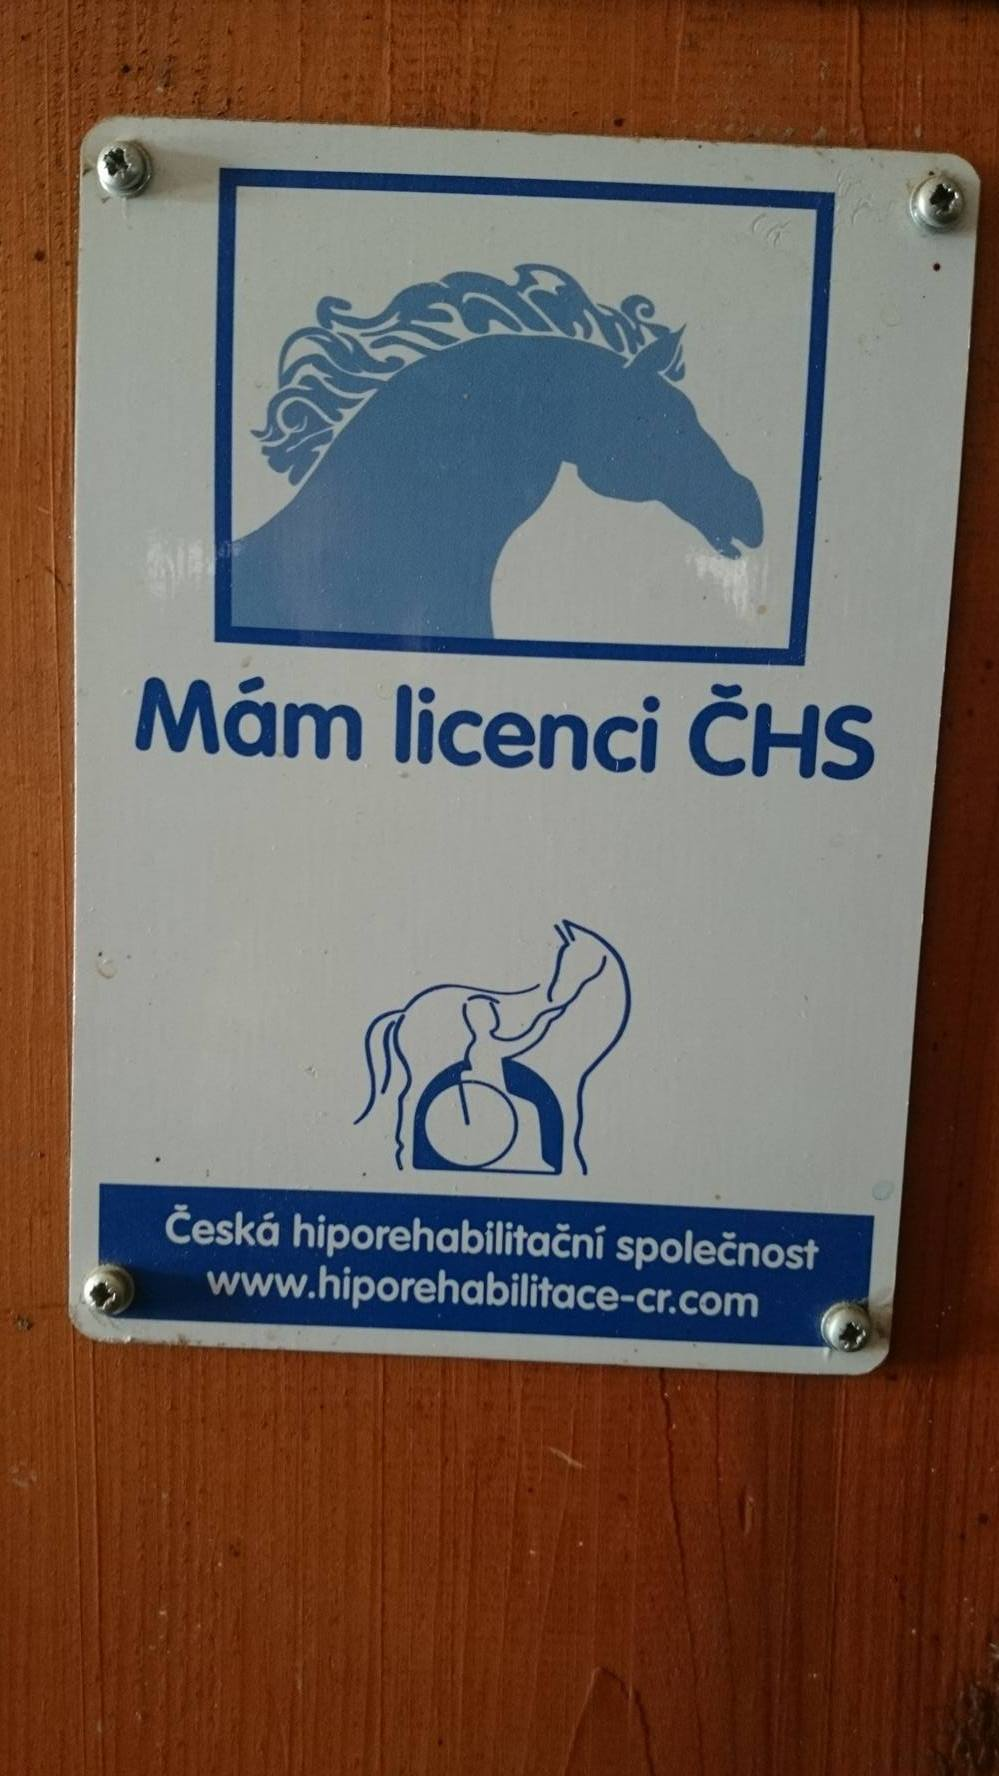 Mám licenci ČHS
Česká hiporehabilitační společnost
www.hiporehabilitace-cr.com